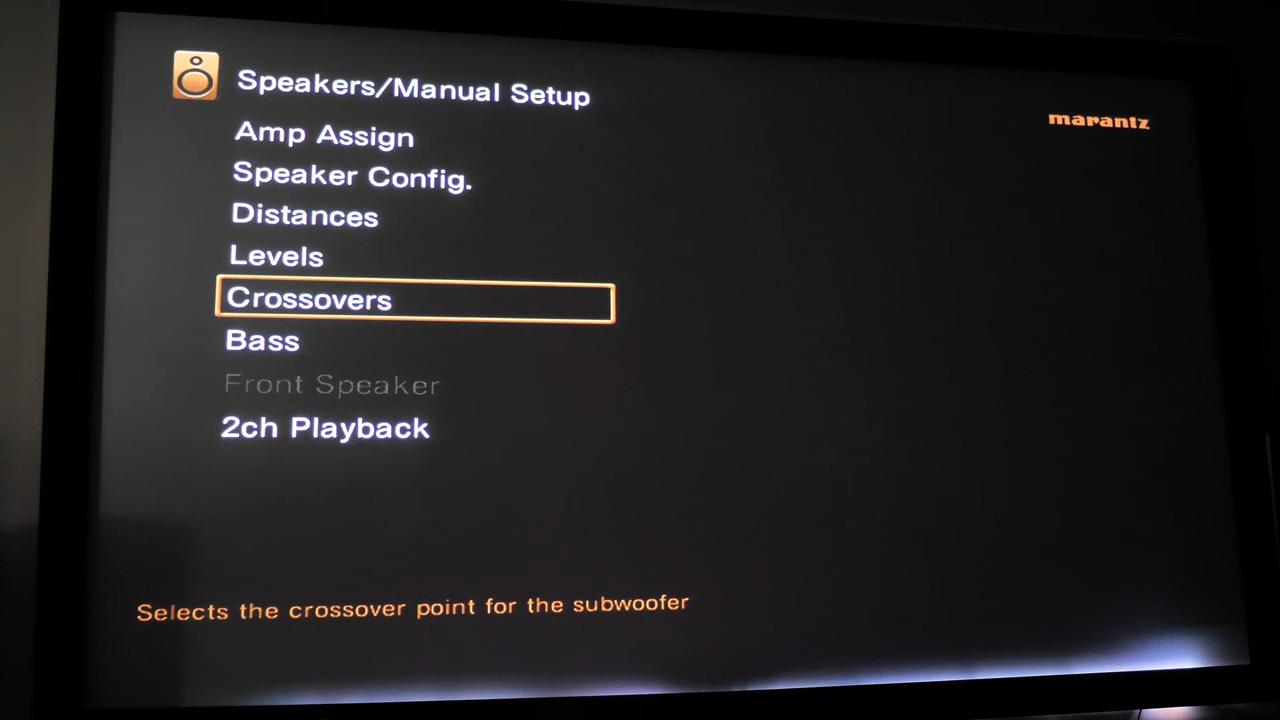 Speakers/Manual Setup
marantz
Amp Assign
Speaker Config.
Distances
Levels
Crossovers
Bass
Front Speaker
2ch Playback
Selects the crossover point for the subwoofer